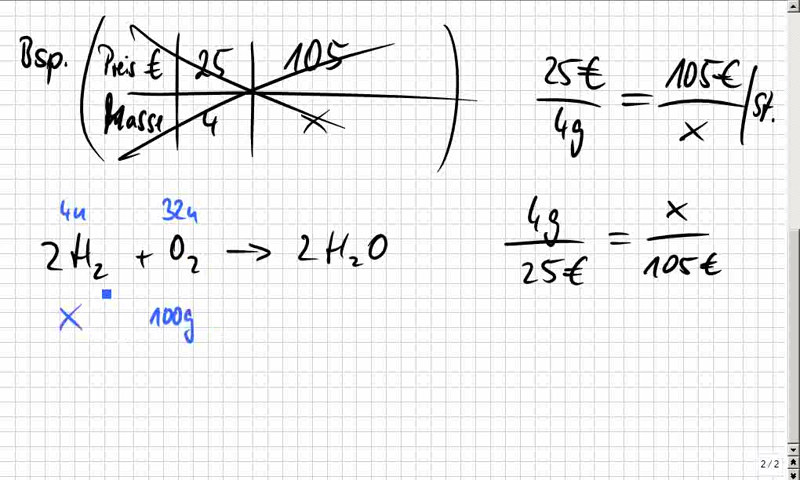 Bsp. ( Preis € | 25 | 105 )
Masse | 4 | x
25€/4g = 105€/x |St.
4u 32u
2H₂ + O₂ → 2H₂O
x 100g
4g/25€ = x/105€
2/2